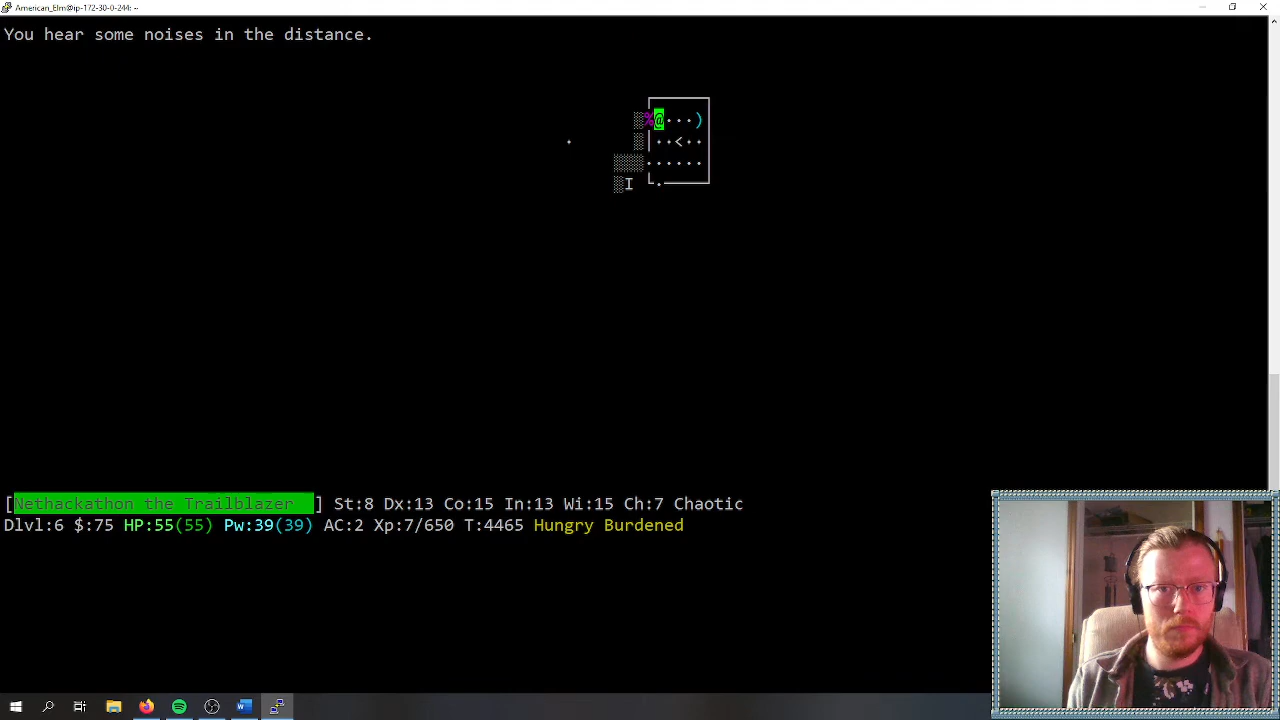 American_Elm@ip-172-30-0-244: ~
You hear some noises in the distance.
┌─────┐
░%@···)│
· ░│··<··│
░░░······│
░I└·────┘
[Nethackathon the Trailblazer  ] St:8 Dx:13 Co:15 In:13 Wi:15 Ch:7 Chaotic
Dlvl:6 $:75 HP:55(55) Pw:39(39) AC:2 Xp:7/650 T:4465 Hungry Burdened